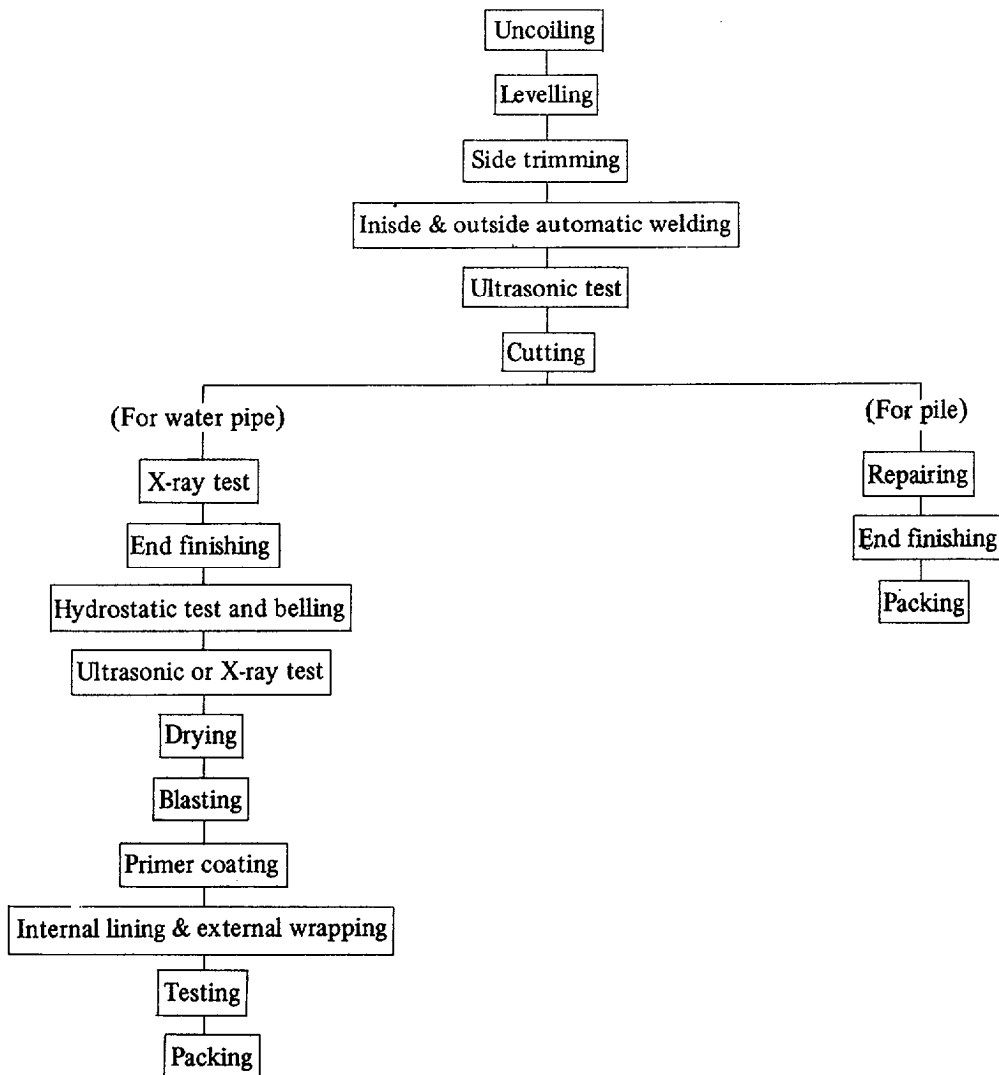 Uncoiling
Levelling
Side trimming
Inisde & outside automatic welding
Ultrasonic test
Cutting
(For water pipe)
X-ray test
End finishing
Hydrostatic test and belling
Ultrasonic or X-ray test
Drying
Blasting
Primer coating
Internal lining & external wrapping
Testing
Packing
(For pile)
Repairing
End finishing
Packing